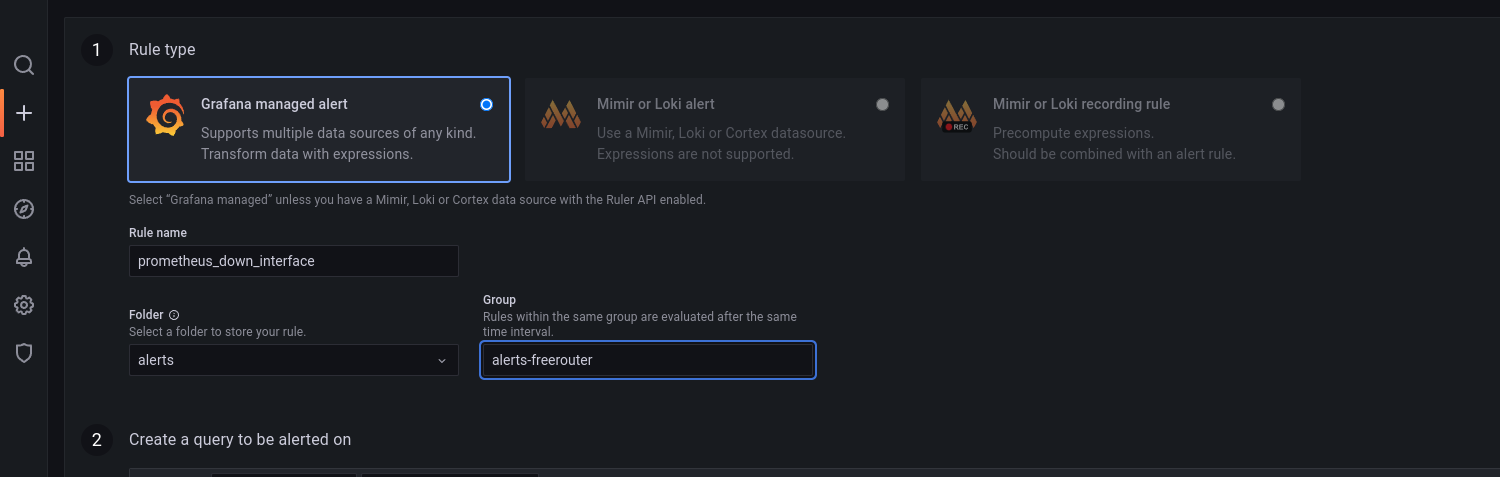 1 Rule type
Grafana managed alert
Supports multiple data sources of any kind.
Transform data with expressions.
Mimir or Loki alert
Use a Mimir, Loki or Cortex datasource.
Expressions are not supported.
REC
Mimir or Loki recording rule
Precompute expressions.
Should be combined with an alert rule.
Select “Grafana managed” unless you have a Mimir, Loki or Cortex data source with the Ruler API enabled.
Rule name
prometheus_down_interface
Folder
Select a folder to store your rule.
alerts
Group
Rules within the same group are evaluated after the same
time interval.
alerts-freerouter
2 Create a query to be alerted on